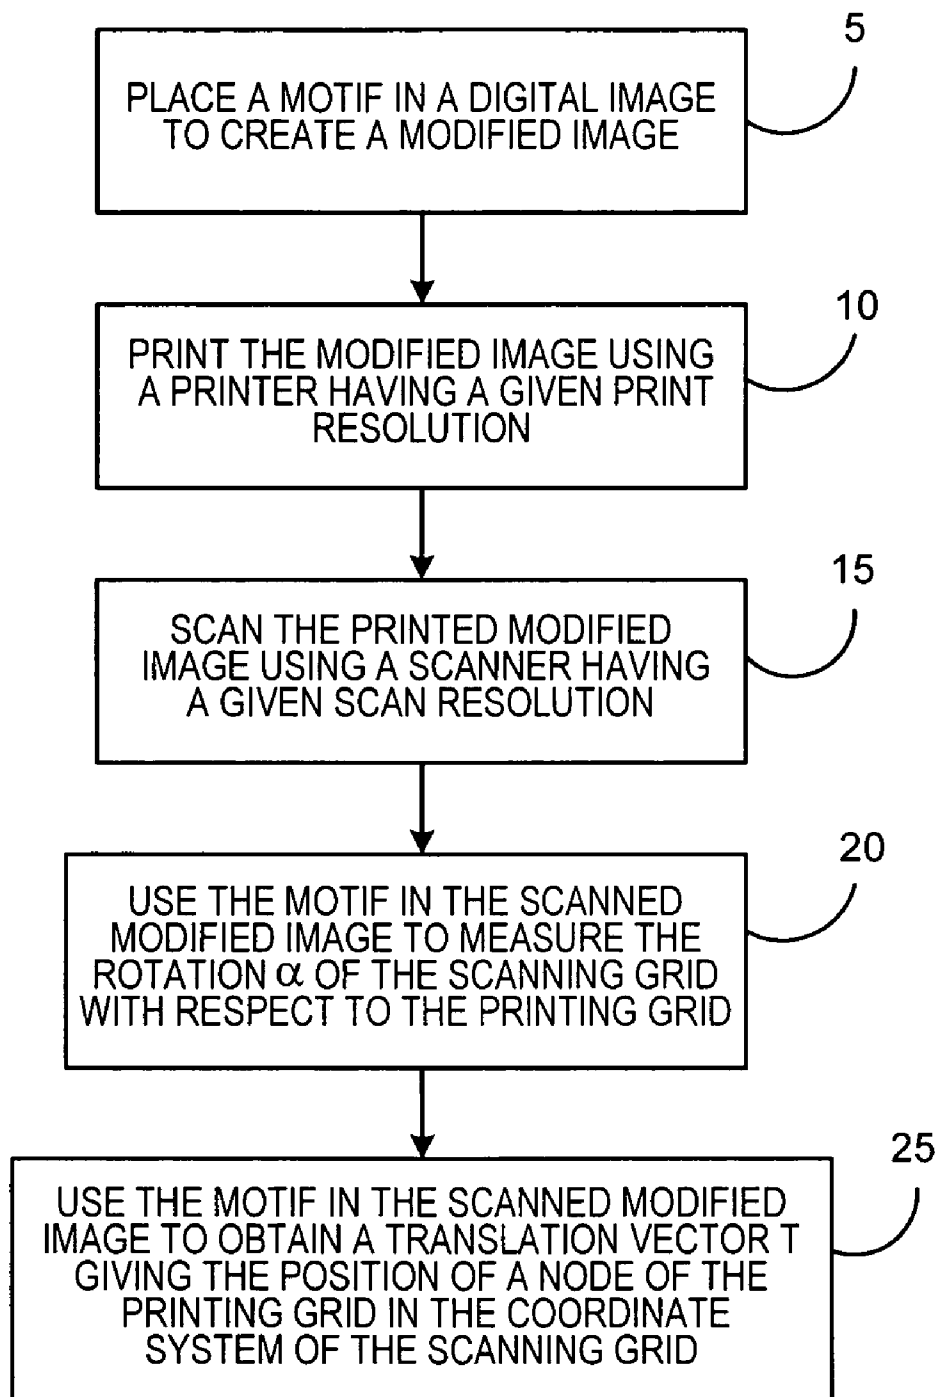 5
PLACE A MOTIF IN A DIGITAL IMAGE
TO CREATE A MODIFIED IMAGE
10
PRINT THE MODIFIED IMAGE USING
A PRINTER HAVING A GIVEN PRINT
RESOLUTION
15
SCAN THE PRINTED MODIFIED
IMAGE USING A SCANNER HAVING
A GIVEN SCAN RESOLUTION
20
USE THE MOTIF IN THE SCANNED
MODIFIED IMAGE TO MEASURE THE
ROTATION α OF THE SCANNING GRID
WITH RESPECT TO THE PRINTING GRID
25
USE THE MOTIF IN THE SCANNED MODIFIED
IMAGE TO OBTAIN A TRANSLATION VECTOR T
GIVING THE POSITION OF A NODE OF THE
PRINTING GRID IN THE COORDINATE
SYSTEM OF THE SCANNING GRID